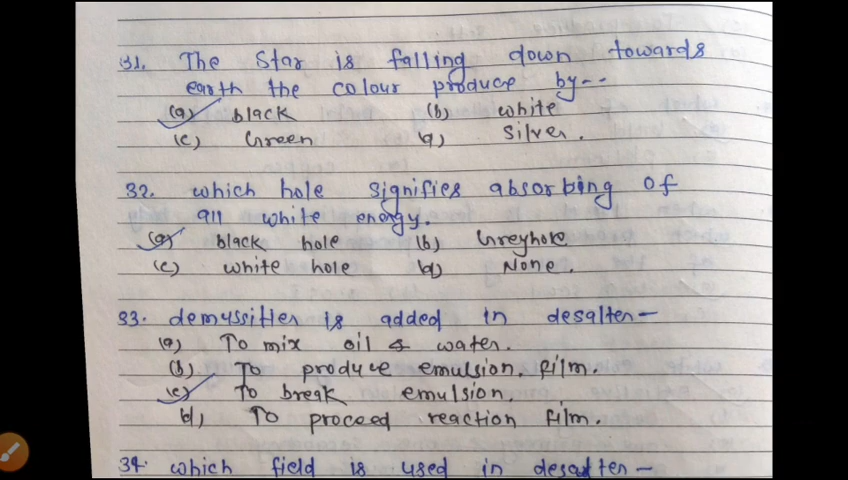 31. The Star is falling down towards
earth the colour produce by--
(a) black (b) white
(c) Green (d) Silver.
32. which hole signifies absorbing of
all white energy.
(a) black hole (b) Greyhole
(c) white hole (d) None.
33. demussifier is added in desalter-
(a) To mix oil & water.
(b) To produce emulsion. film.
(c) To break emulsion.
(d) To proceed reaction film.
34. which field is used in desalter-